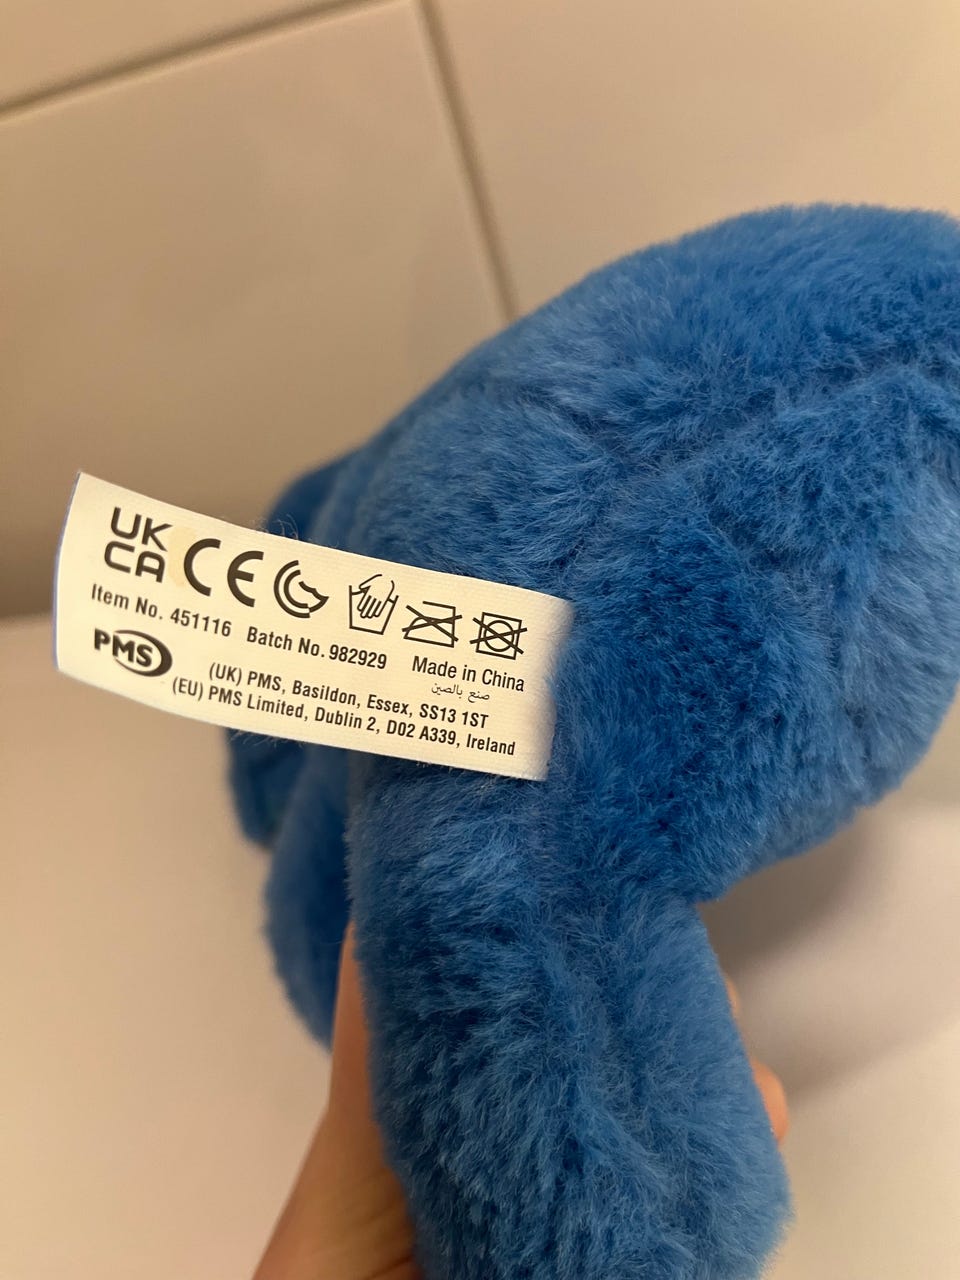 UK
CA CE
Item No. 451116 Batch No. 982929 Made in China
صنع بالصين
PMS
(UK) PMS, Basildon, Essex, SS13 1ST
(EU) PMS Limited, Dublin 2, D02 A339, Ireland